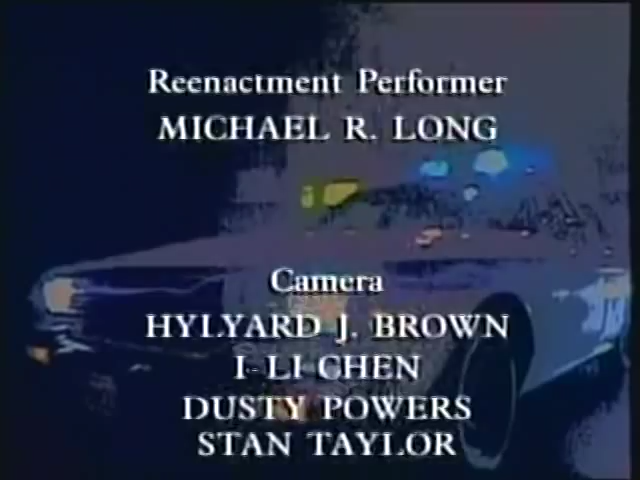 Reenactment Performer
MICHAEL R. LONG
Camera
HYLYARD J. BROWN
I-LI CHEN
DUSTY POWERS
STAN TAYLOR